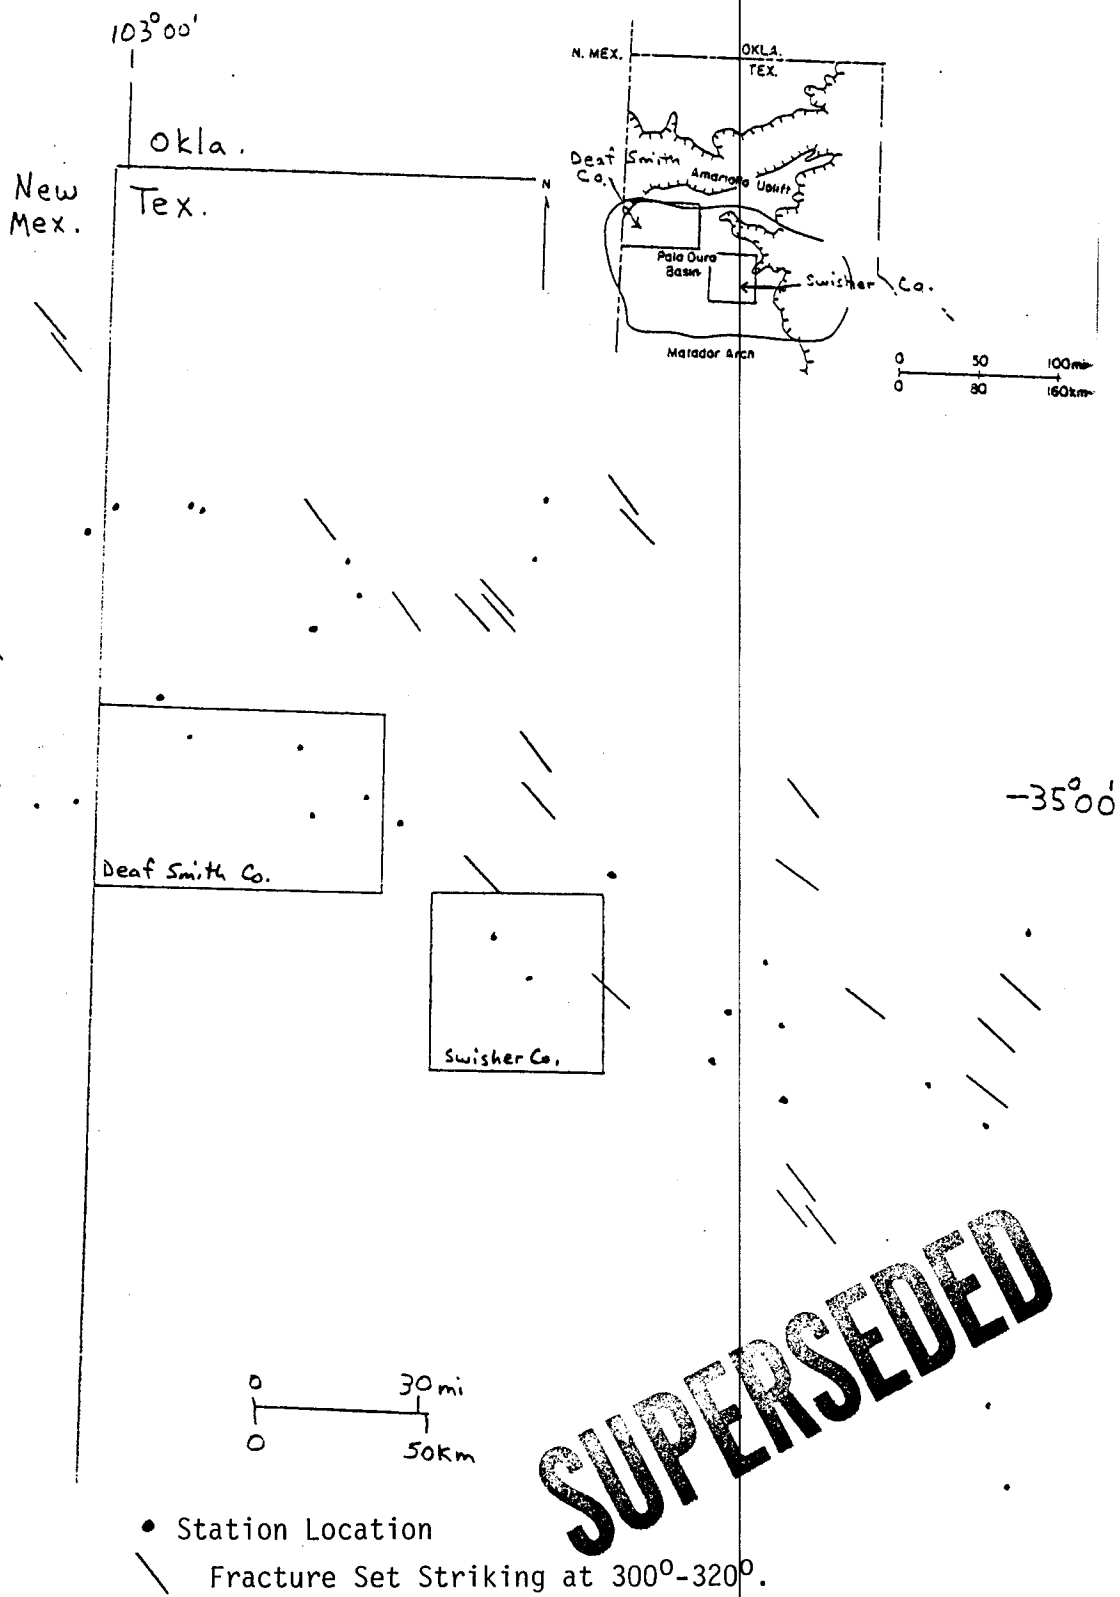 103°00'
Okla.
New
Mex.
Tex.
N
N. MEX.
OKLA.
TEX.
Deaf Smith
Co.
Amarillo Uplift
Palo Duro
Basin
Swisher Co.
Matador Arch
0 50 100mi
0 80 160km
-35°00'
Deaf Smith Co.
Swisher Co.
0 30 mi
0 50Km
SUPERSEDED
• Station Location
Fracture Set Striking at 300°-320°.